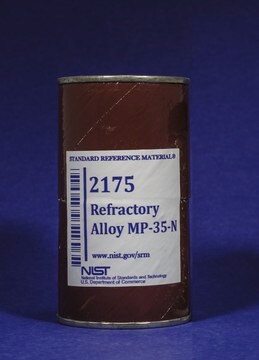 STANDARD REFERENCE MATERIAL®
2175
Refractory
Alloy MP-35-N
www.nist.gov/srm
NIST
National Institute of Standards and Technology
U.S. Department of Commerce